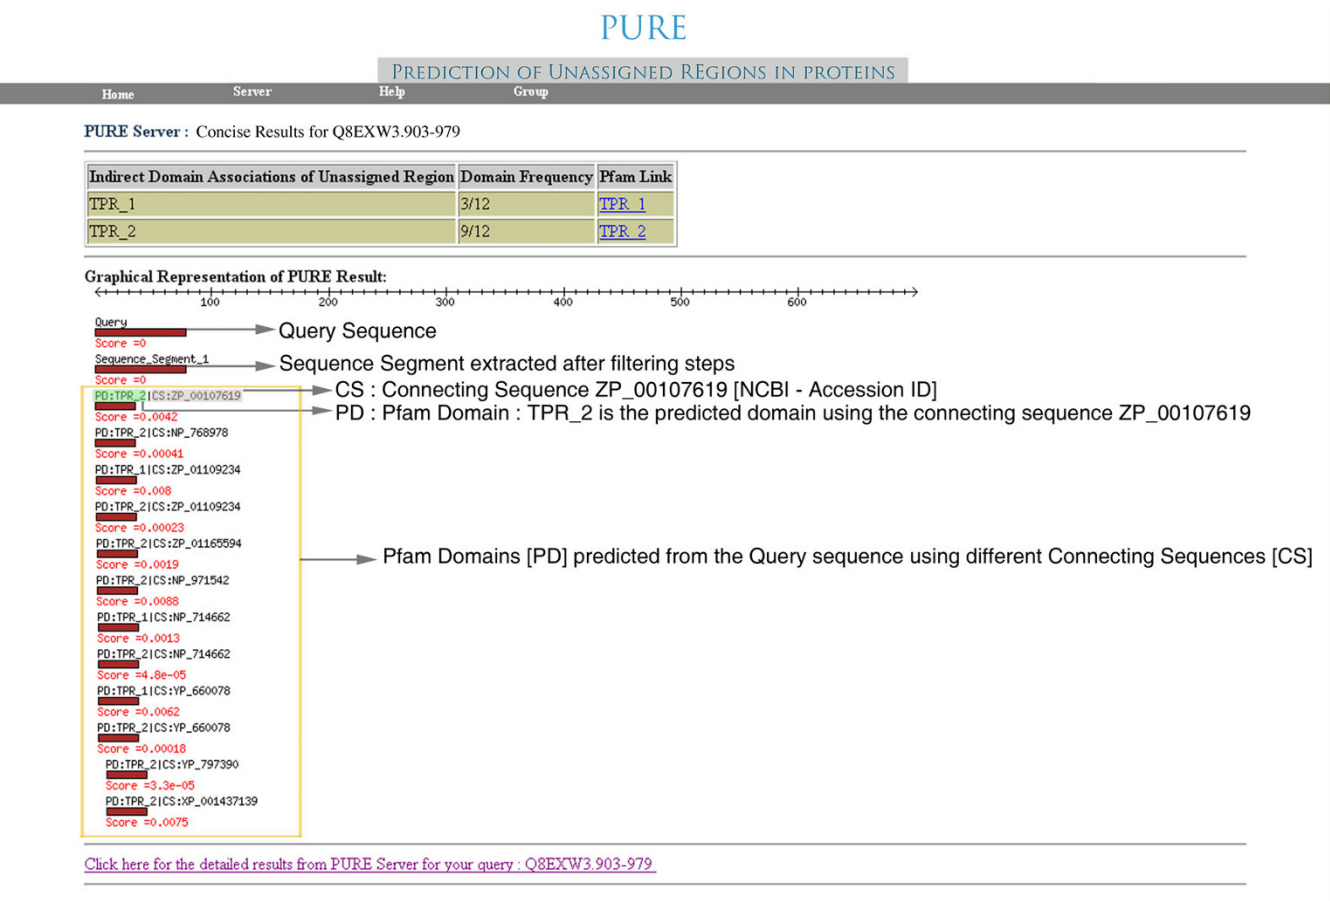 PURE
PREDICTION OF UNASSIGNED REGIONS IN PROTEINS
Home Server Help Group
PURE Server : Concise Results for Q8EXW3.903-979
Indirect Domain Associations of Unassigned Region Domain Frequency Pfam Link
TPR_1 3/12 TPR_1
TPR_2 9/12 TPR_2
Graphical Representation of PURE Result:
100 200 300 400 500 600
Query
Query Sequence
Score =0
Sequence_Segment_1
Sequence Segment extracted after filtering steps
Score =0
PD:TPR_2|CS:ZP_00107619
CS : Connecting Sequence ZP_00107619 [NCBI - Accession ID]
PD : Pfam Domain : TPR_2 is the predicted domain using the connecting sequence ZP_00107619
Score =0.0042
PD:TPR_2|CS:NP_768978
Score =0.00041
PD:TPR_1|CS:ZP_01109234
Score =0.008
PD:TPR_2|CS:ZP_01109234
Score =0.00023
PD:TPR_2|CS:ZP_01165594
Pfam Domains [PD] predicted from the Query sequence using different Connecting Sequences [CS]
Score =0.0019
PD:TPR_2|CS:NP_971542
Score =0.0088
PD:TPR_1|CS:NP_714662
Score =0.0013
PD:TPR_2|CS:NP_714662
Score =4.8e-05
PD:TPR_1|CS:YP_660078
Score =0.0062
PD:TPR_2|CS:YP_660078
Score =0.00018
PD:TPR_2|CS:YP_797390
Score =3.3e-05
PD:TPR_2|CS:XP_001437139
Score =0.0075
Click here for the detailed results from PURE Server for your query : Q8EXW3.903-979